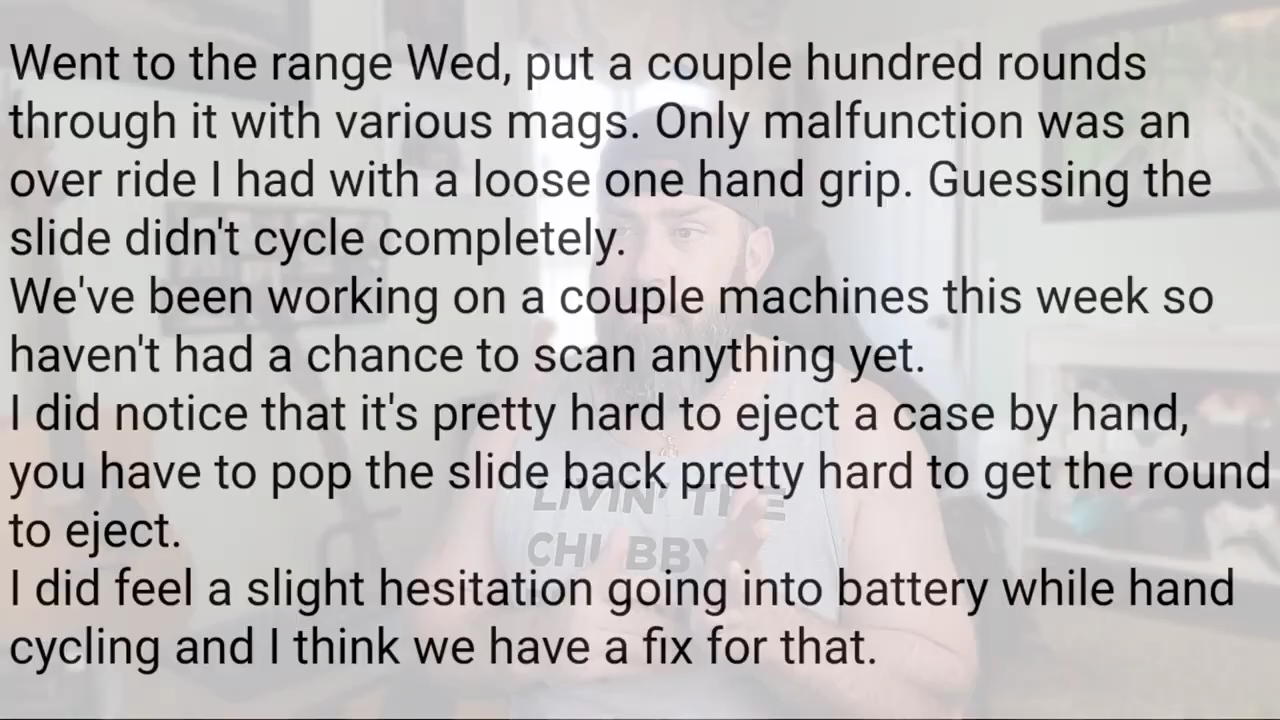 Went to the range Wed, put a couple hundred rounds
through it with various mags. Only malfunction was an
over ride I had with a loose one hand grip. Guessing the
slide didn't cycle completely.
We've been working on a couple machines this week so
haven't had a chance to scan anything yet.
I did notice that it's pretty hard to eject a case by hand,
you have to pop the slide back pretty hard to get the round
to eject.
I did feel a slight hesitation going into battery while hand
cycling and I think we have a fix for that.
LIVIN' THE
CHUBBY